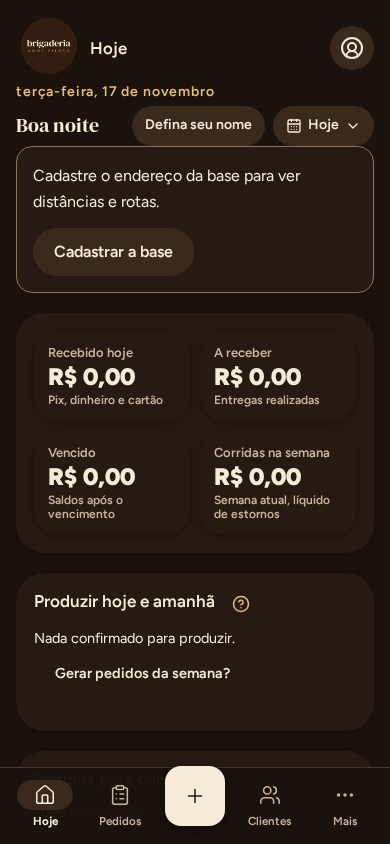 brigaderia
Hoje
terça-feira, 17 de novembro
Boa noite
Defina seu nome
Hoje
Cadastre o endereço da base para ver
distâncias e rotas.
Cadastrar a base
Recebido hoje
R$ 0,00
Pix, dinheiro e cartão
A receber
R$ 0,00
Entregas realizadas
Vencido
R$ 0,00
Saldos após o
vencimento
Corridas na semana
R$ 0,00
Semana atual, líquido
de estornos
Produzir hoje e amanhã
?
Nada confirmado para produzir.
Gerar pedidos da semana?
Pedidos para
Hoje
Pedidos
+
Clientes
Mais